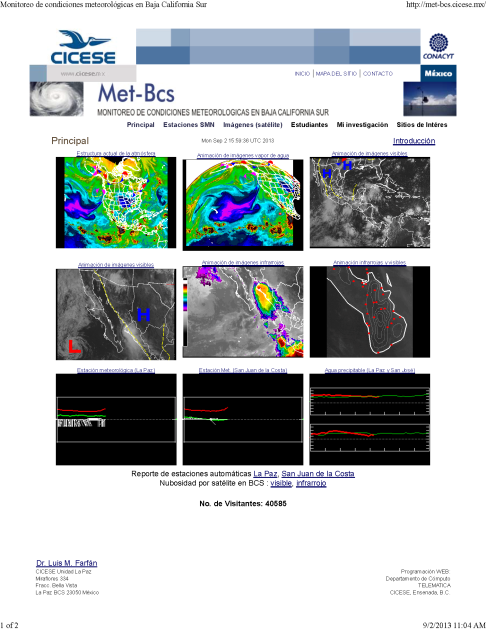 Monitoreo de condiciones meteorológicas en Baja California Sur
http://met-bcs.cicese.mx/
CICESE
CONACYT
www.cicese.mx
INICIO | MAPA DEL SITIO | CONTACTO
México
Met-Bcs
MONITOREO DE CONDICIONES METEOROLOGICAS EN BAJA CALIFORNIA SUR
Principal Estaciones SMN Imágenes (satélite) Estudiantes Mi investigación Sitios de Intéres
Principal
Mon Sep 2 15:58:38 UTC 2013
Introducción
Estructura actual de la atmosfera
Animación de imágenes vapor de agua
Animación de imágenes visibles
H
H
Animación de imágenes visibles
Animación de imágenes infrarrojas
Animación infrarrojas y visibles
H
L
Estación meteorológica (La Paz)
Estación Met. (San Juan de la Costa)
Agua precipitable (La Paz y San José)
Reporte de estaciones automáticas La Paz, San Juan de la Costa
Nubosidad por satélite en BCS : visible, infrarrojo
No. de Visitantes: 40585
Dr. Luis M. Farfán
CICESE Unidad La Paz
Miraflores 334
Fracc. Bella Vista
La Paz BCS 23050 México
Programación WEB:
Departamento de Cómputo
TELEMATICA
CICESE, Ensenada, B.C.
1 of 2
9/2/2013 11:04 AM